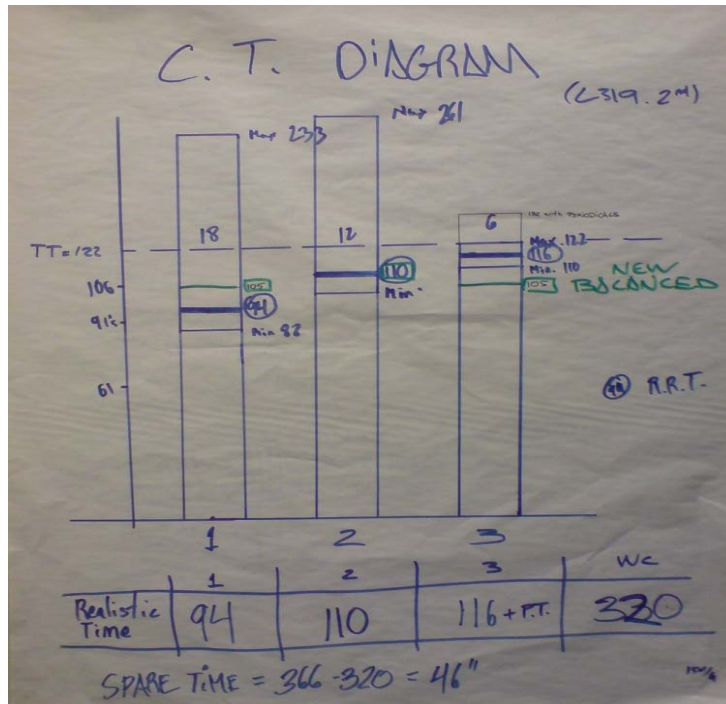 C. T. DiAGRAM
(L319. 2M)
Max 233
Max 261
18
12
6
Max. 122
TT=122
116
Min. 110
NEW
BALANCED
106
105
110
105
94
Min
91's
Min 82
61
R.R.T.
1 2 3
1 2 3 WC
Realistic Time 94 110 116 + P.T. 320
SPARE TiME = 366 - 320 = 46"